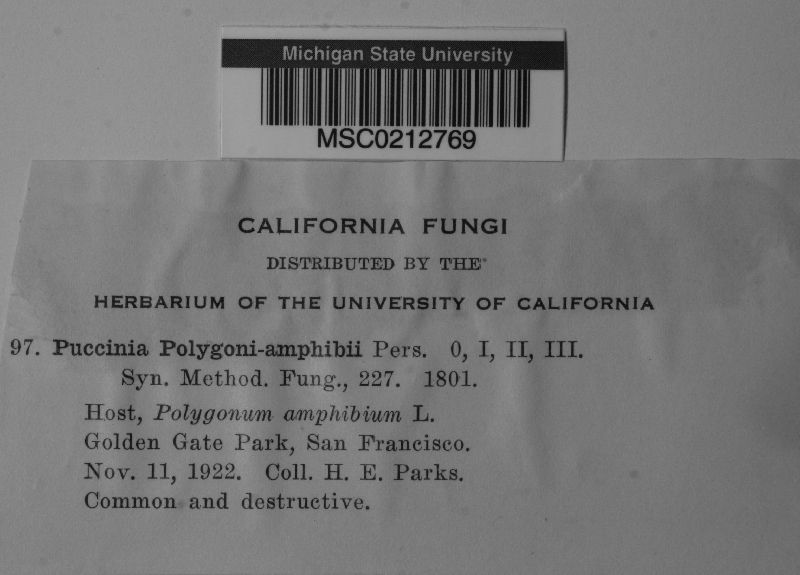 Michigan State University
MSC0212769
CALIFORNIA FUNGI
DISTRIBUTED BY THE
HERBARIUM OF THE UNIVERSITY OF CALIFORNIA
97. Puccinia Polygoni-amphibii Pers. 0, I, II, III.
Syn. Method. Fung., 227. 1801.
Host, Polygonum amphibium L.
Golden Gate Park, San Francisco.
Nov. 11, 1922. Coll. H. E. Parks.
Common and destructive.